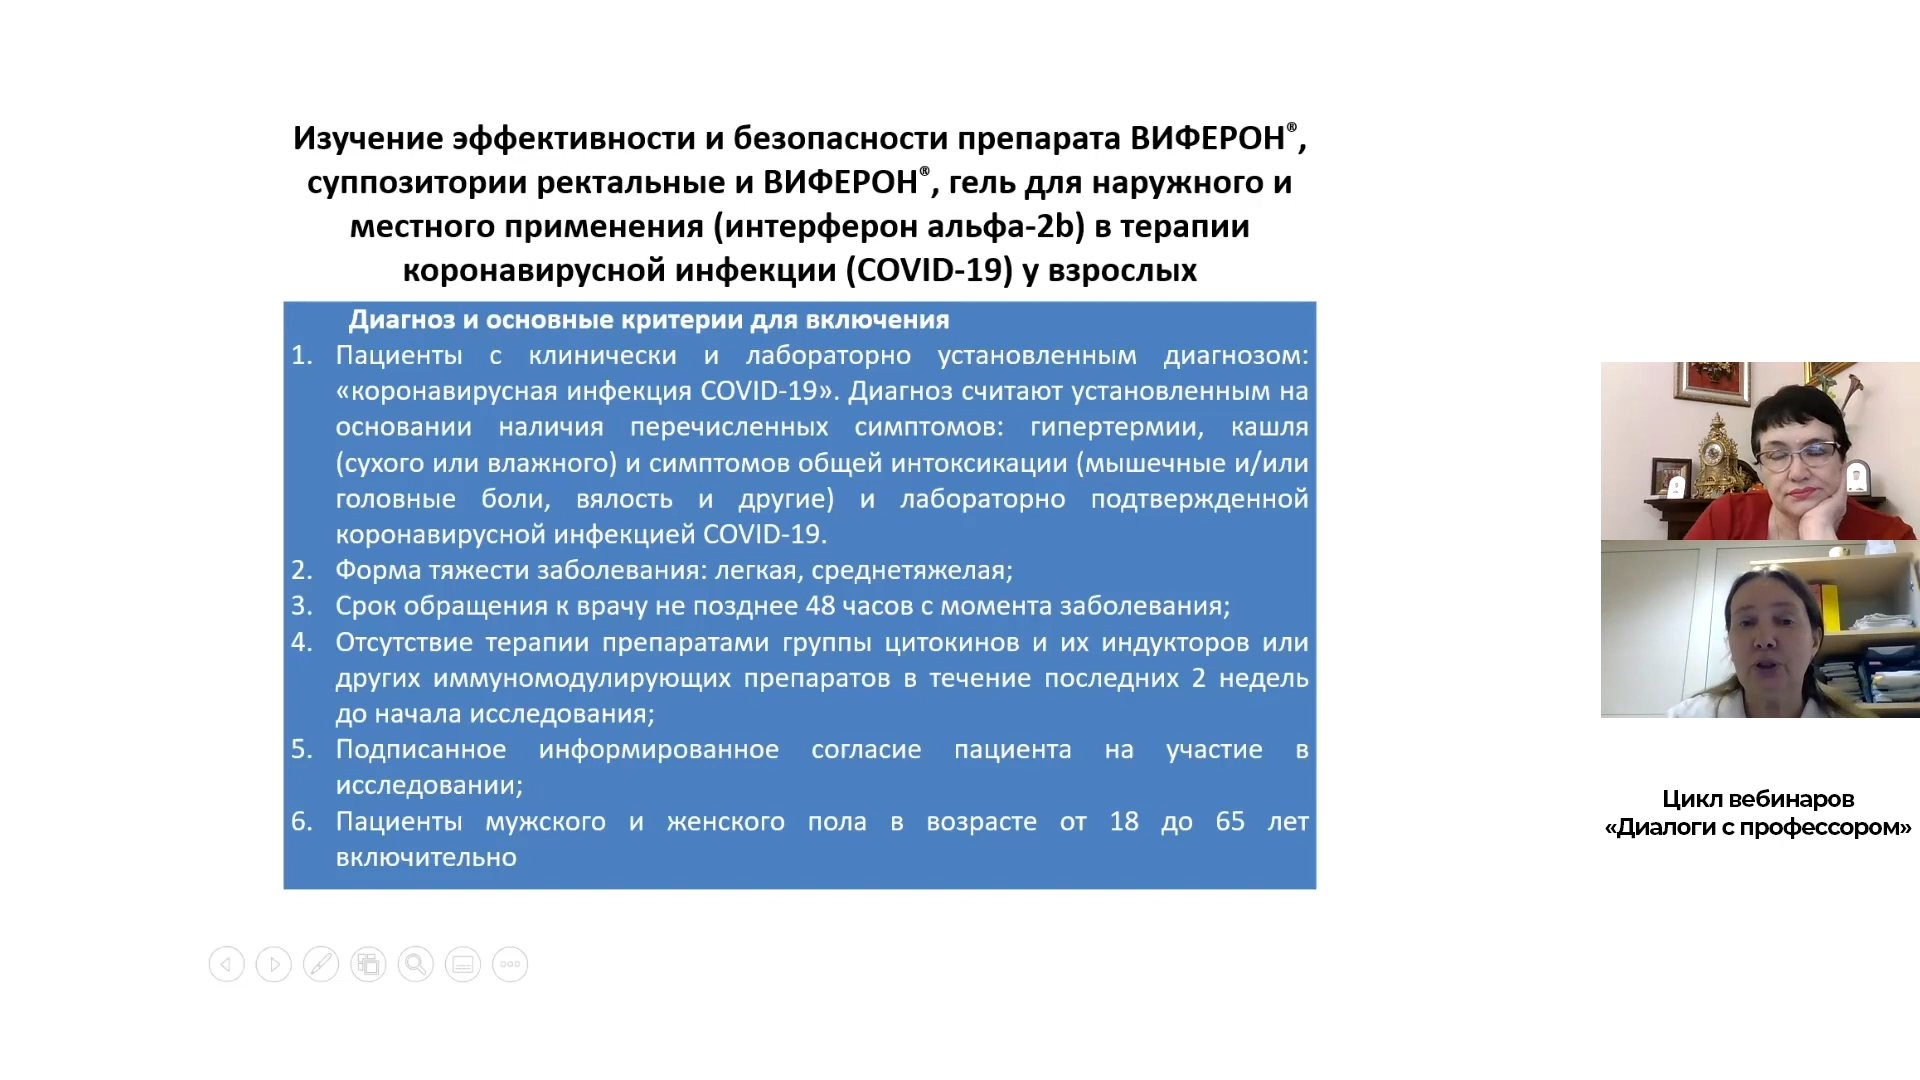 Изучение эффективности и безопасности препарата ВИФЕРОН®,
суппозитории ректальные и ВИФЕРОН®, гель для наружного и
местного применения (интерферон альфа-2b) в терапии
коронавирусной инфекции (COVID-19) у взрослых
Диагноз и основные критерии для включения
1. Пациенты с клинически и лабораторно установленным диагнозом:
«коронавирусная инфекция COVID-19». Диагноз считают установленным на
основании наличия перечисленных симптомов: гипертермии, кашля
(сухого или влажного) и симптомов общей интоксикации (мышечные и/или
головные боли, вялость и другие) и лабораторно подтвержденной
коронавирусной инфекцией COVID-19.
2. Форма тяжести заболевания: легкая, среднетяжелая;
3. Срок обращения к врачу не позднее 48 часов с момента заболевания;
4. Отсутствие терапии препаратами группы цитокинов и их индукторов или
других иммуномодулирующих препаратов в течение последних 2 недель
до начала исследования;
5. Подписанное информированное согласие пациента на участие в
исследовании;
6. Пациенты мужского и женского пола в возрасте от 18 до 65 лет
включительно
Цикл вебинаров
«Диалоги с профессором»